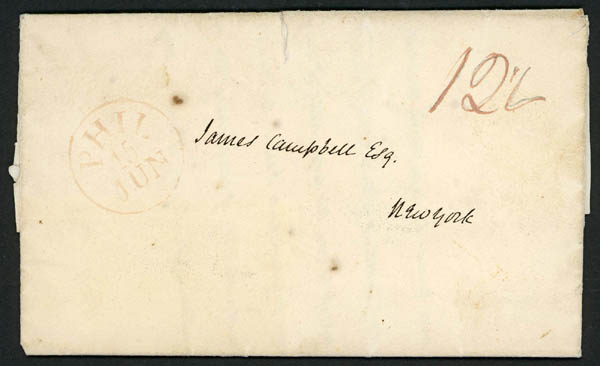 12½
PHIL
15
JUN
James Campbell Esq.
New York